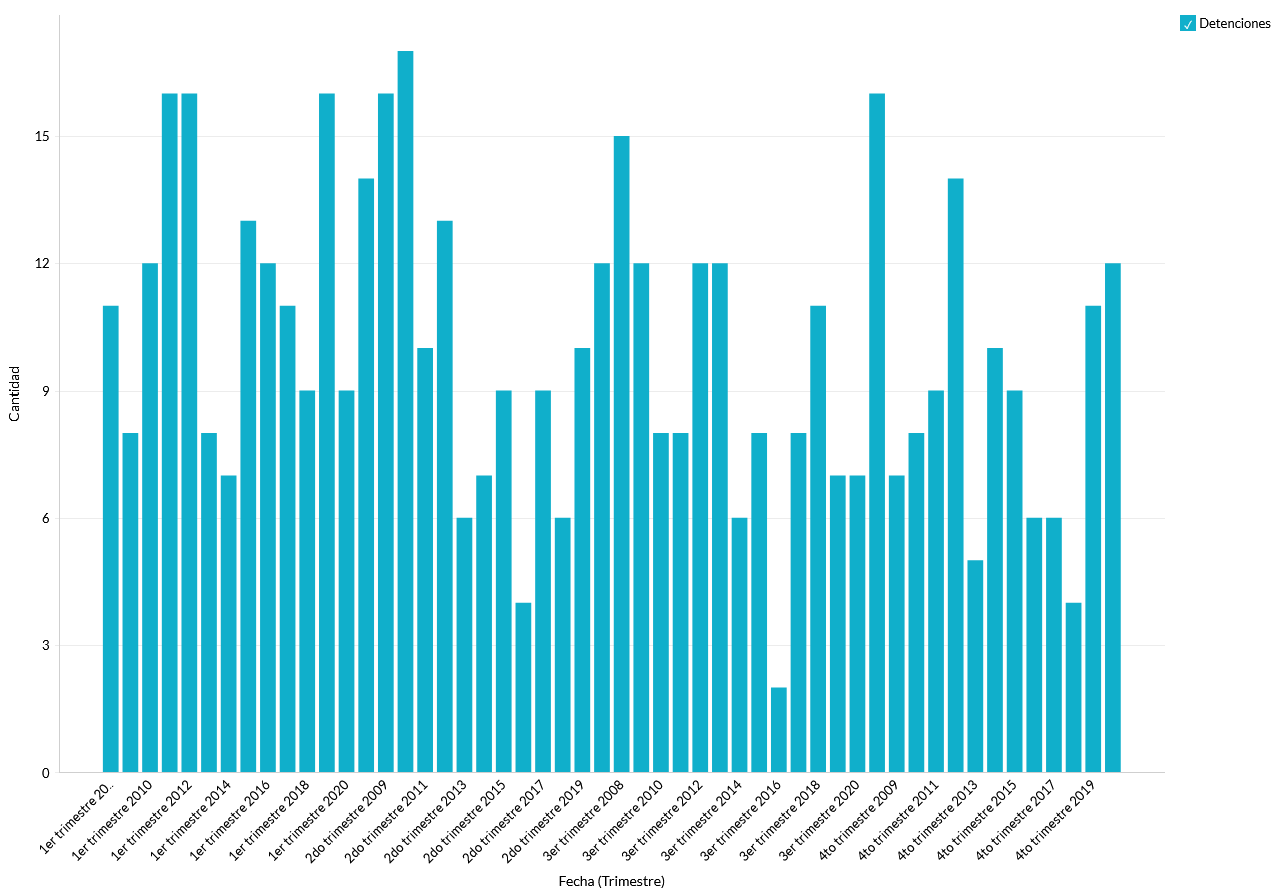 Detenciones
15
12
9
6
3
0
Cantidad
1er trimestre 20..
1er trimestre 2010
1er trimestre 2012
1er trimestre 2014
1er trimestre 2016
1er trimestre 2018
1er trimestre 2020
2do trimestre 2009
2do trimestre 2011
2do trimestre 2013
2do trimestre 2015
2do trimestre 2017
2do trimestre 2019
3er trimestre 2008
3er trimestre 2010
3er trimestre 2012
3er trimestre 2014
3er trimestre 2016
3er trimestre 2018
3er trimestre 2020
4to trimestre 2009
4to trimestre 2011
4to trimestre 2013
4to trimestre 2015
4to trimestre 2017
4to trimestre 2019
Fecha (Trimestre)